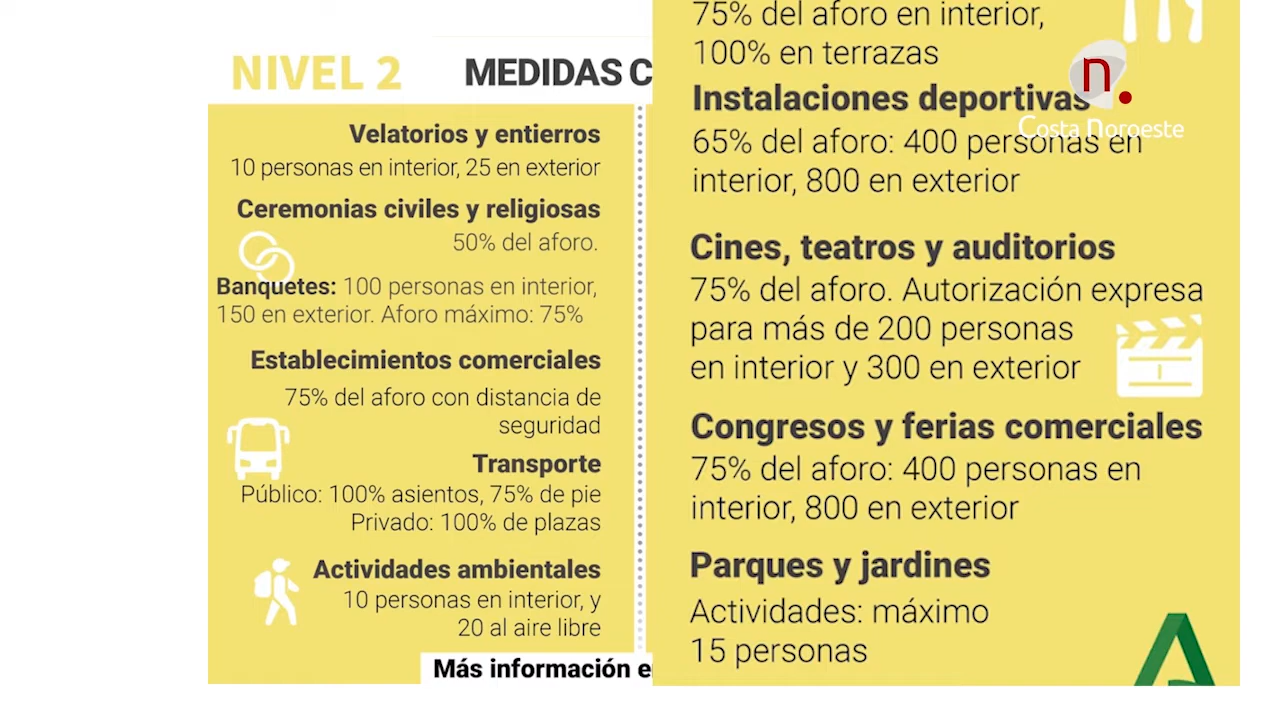 NIVEL 2
MEDIDAS C
Velatorios y entierros
10 personas en interior, 25 en exterior
Ceremonias civiles y religiosas
50% del aforo.
Banquetes: 100 personas en interior,
150 en exterior. Aforo máximo: 75%
Establecimientos comerciales
75% del aforo con distancia de
seguridad
Transporte
Público: 100% asientos, 75% de pie
Privado: 100% de plazas
Actividades ambientales
10 personas en interior, y
20 al aire libre
Más información e
75% del aforo en interior,
100% en terrazas
Instalaciones deportivas
65% del aforo: 400 personas en
interior, 800 en exterior
Cines, teatros y auditorios
75% del aforo. Autorización expresa
para más de 200 personas
en interior y 300 en exterior
Congresos y ferias comerciales
75% del aforo: 400 personas en
interior, 800 en exterior
Parques y jardines
Actividades: máximo
15 personas
n.
Costa Noroeste